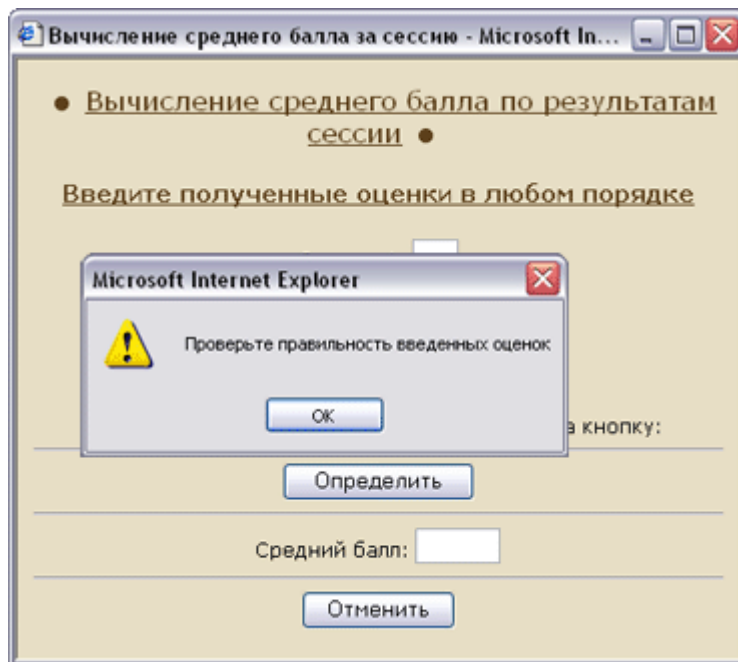 Вычисление среднего балла за сессию - Microsoft In...
● Вычисление среднего балла по результатам
сессии ●
Введите полученные оценки в любом порядке
Microsoft Internet Explorer
Проверьте правильность введенных оценок
OK
а кнопку:
Определить
Средний балл:
Отменить